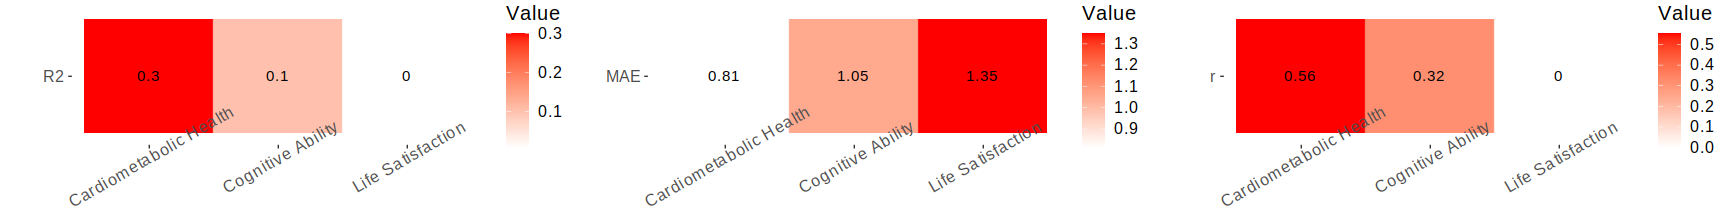 Value
0.3
0.2
0.1
R2
0.3
0.1
0
Cardiometabolic Health
Cognitive Ability
Life Satisfaction
Value
1.3
1.2
1.1
1.0
0.9
MAE
0.81
1.05
1.35
Cardiometabolic Health
Cognitive Ability
Life Satisfaction
Value
0.5
0.4
0.3
0.2
0.1
0.0
r
0.56
0.32
0
Cardiometabolic Health
Cognitive Ability
Life Satisfaction